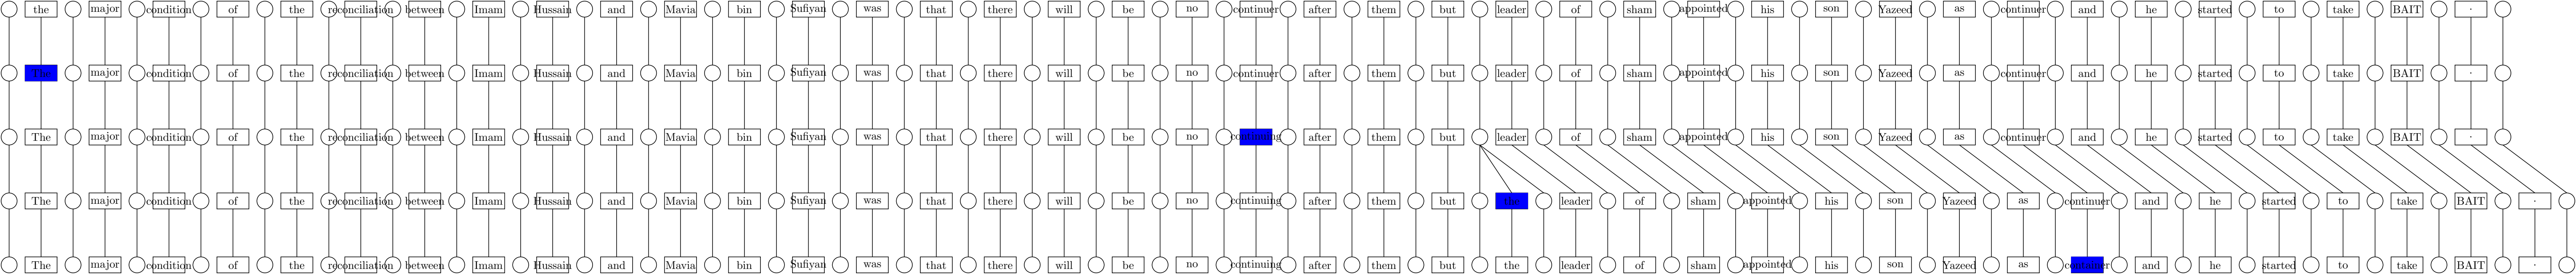 the major condition of the reconciliation between Imam Hussain and Mavia bin Sufiyan was that there will be no continuer after them but leader of sham appointed his son Yazeed as continuer and he started to take BAIT .
The major condition of the reconciliation between Imam Hussain and Mavia bin Sufiyan was that there will be no continuer after them but leader of sham appointed his son Yazeed as continuer and he started to take BAIT .
The major condition of the reconciliation between Imam Hussain and Mavia bin Sufiyan was that there will be no continuing after them but leader of sham appointed his son Yazeed as continuer and he started to take BAIT .
The major condition of the reconciliation between Imam Hussain and Mavia bin Sufiyan was that there will be no continuing after them but the leader of sham appointed his son Yazeed as continuer and he started to take BAIT .
The major condition of the reconciliation between Imam Hussain and Mavia bin Sufiyan was that there will be no continuing after them but the leader of sham appointed his son Yazeed as and he started to take BAIT .